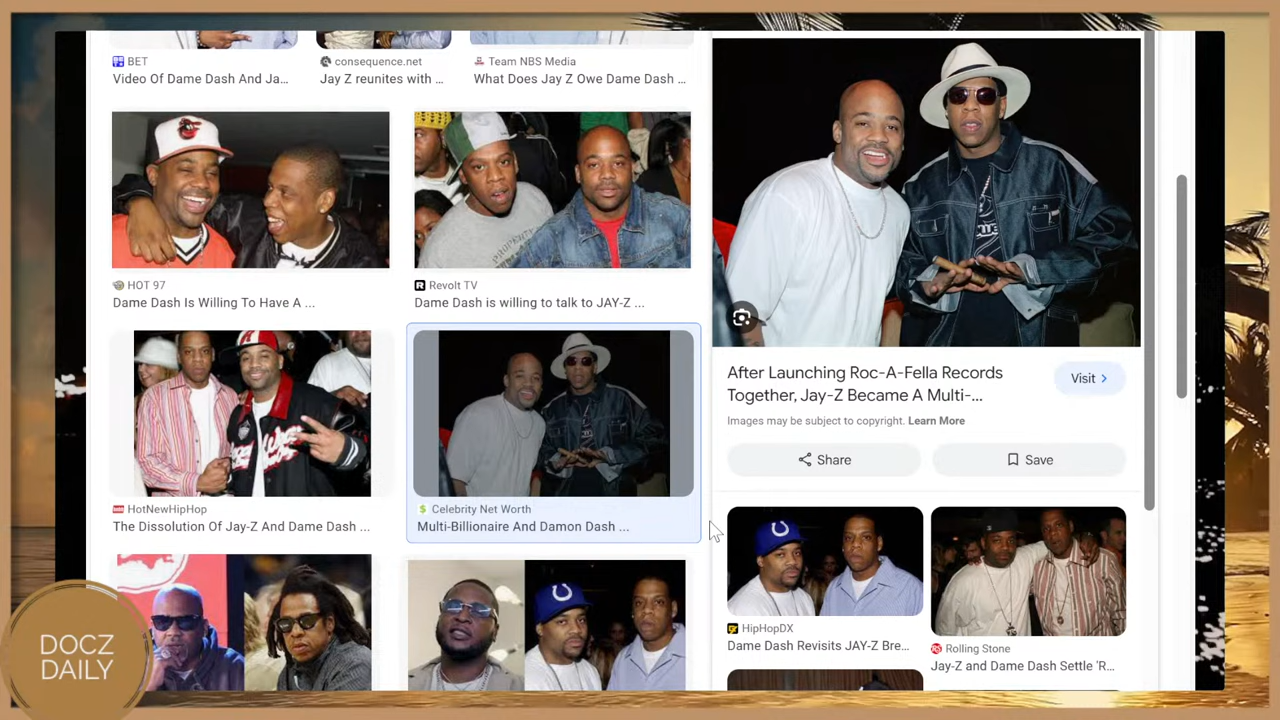 BET
Video Of Dame Dash And Ja...
consequence.net
Jay Z reunites with ...
Team NBS Media
What Does Jay Z Owe Dame Dash ...
HOT 97
Dame Dash Is Willing To Have A ...
Revolt TV
Dame Dash is willing to talk to JAY-Z ...
HotNewHipHop
The Dissolution Of Jay-Z And Dame Dash ...
Celebrity Net Worth
Multi-Billionaire And Damon Dash ...
After Launching Roc-A-Fella Records
Together, Jay-Z Became A Multi-...
Visit
Images may be subject to copyright. Learn More
Share
Save
HipHopDX
Dame Dash Revisits JAY-Z Bre...
Rolling Stone
Jay-Z and Dame Dash Settle 'R...
DOCZ
DAILY